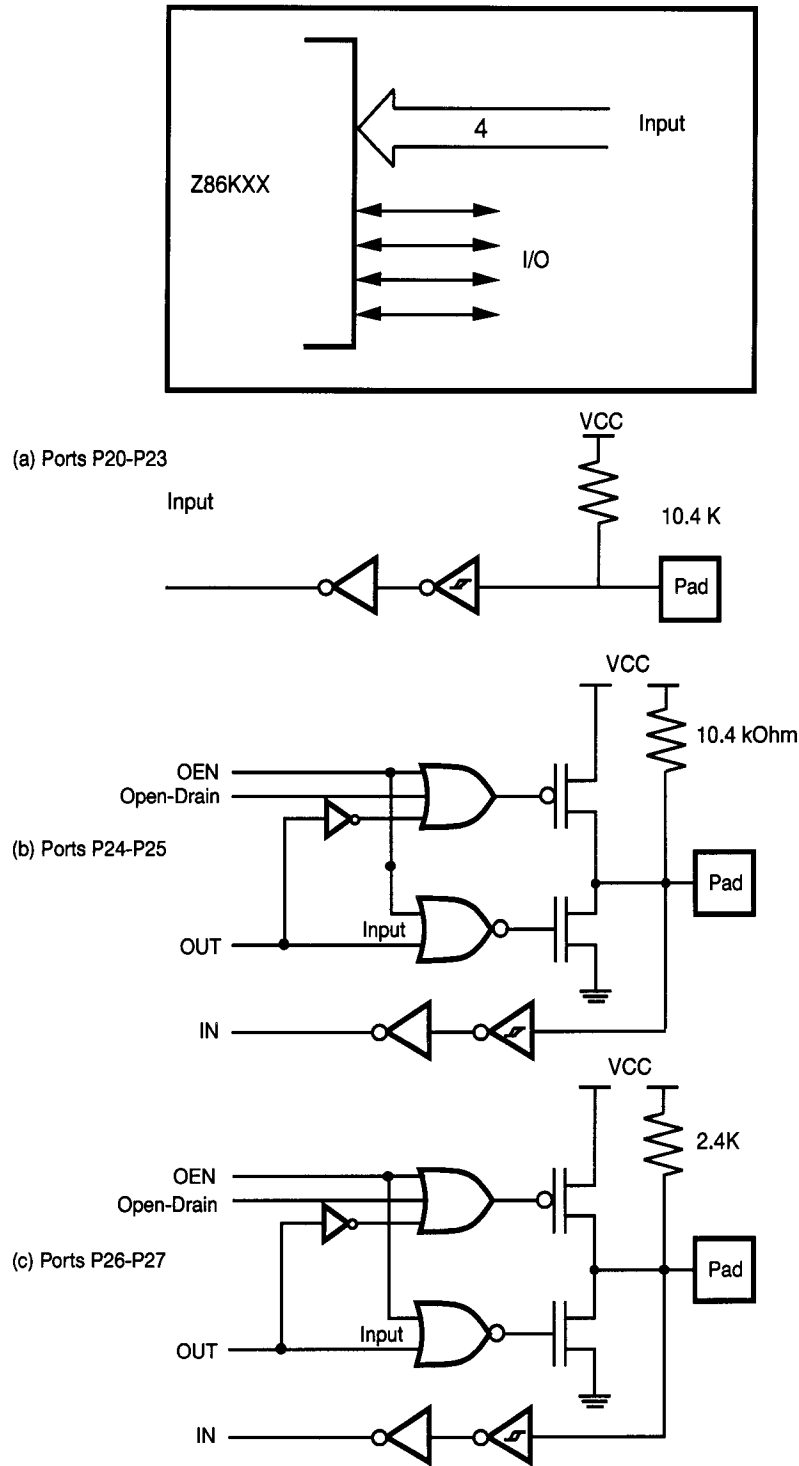 4
Input
Z86KXX
I/O
VCC
(a) Ports P20-P23
Input
10.4 K
Pad
VCC
10.4 kOhm
OEN
Open-Drain
(b) Ports P24-P25
Pad
Input
OUT
IN
VCC
2.4K
OEN
Open-Drain
(c) Ports P26-P27
Pad
Input
OUT
IN